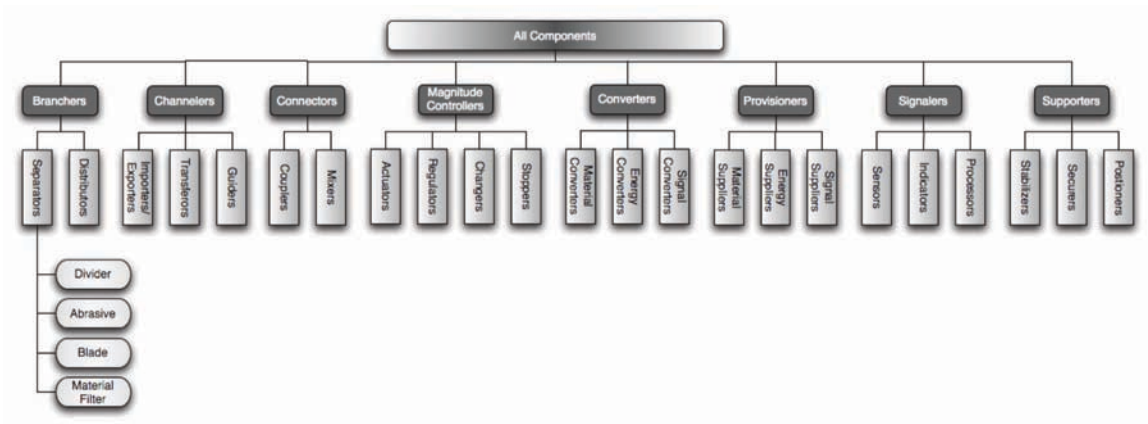 All Components
Branchers
Channelers
Connectors
Magnitude
Controllers
Converters
Provisioners
Signalers
Supporters
Separators
Distributors
Importers/
Exporters
Transferors
Guiders
Couplers
Mixers
Actuators
Regulators
Changers
Stoppers
Material
Converters
Energy
Converters
Signal
Converters
Material
Suppliers
Energy
Suppliers
Signal
Suppliers
Sensors
Indicators
Processors
Stabilizers
Securers
Postioners
Divider
Abrasive
Blade
Material
Filter